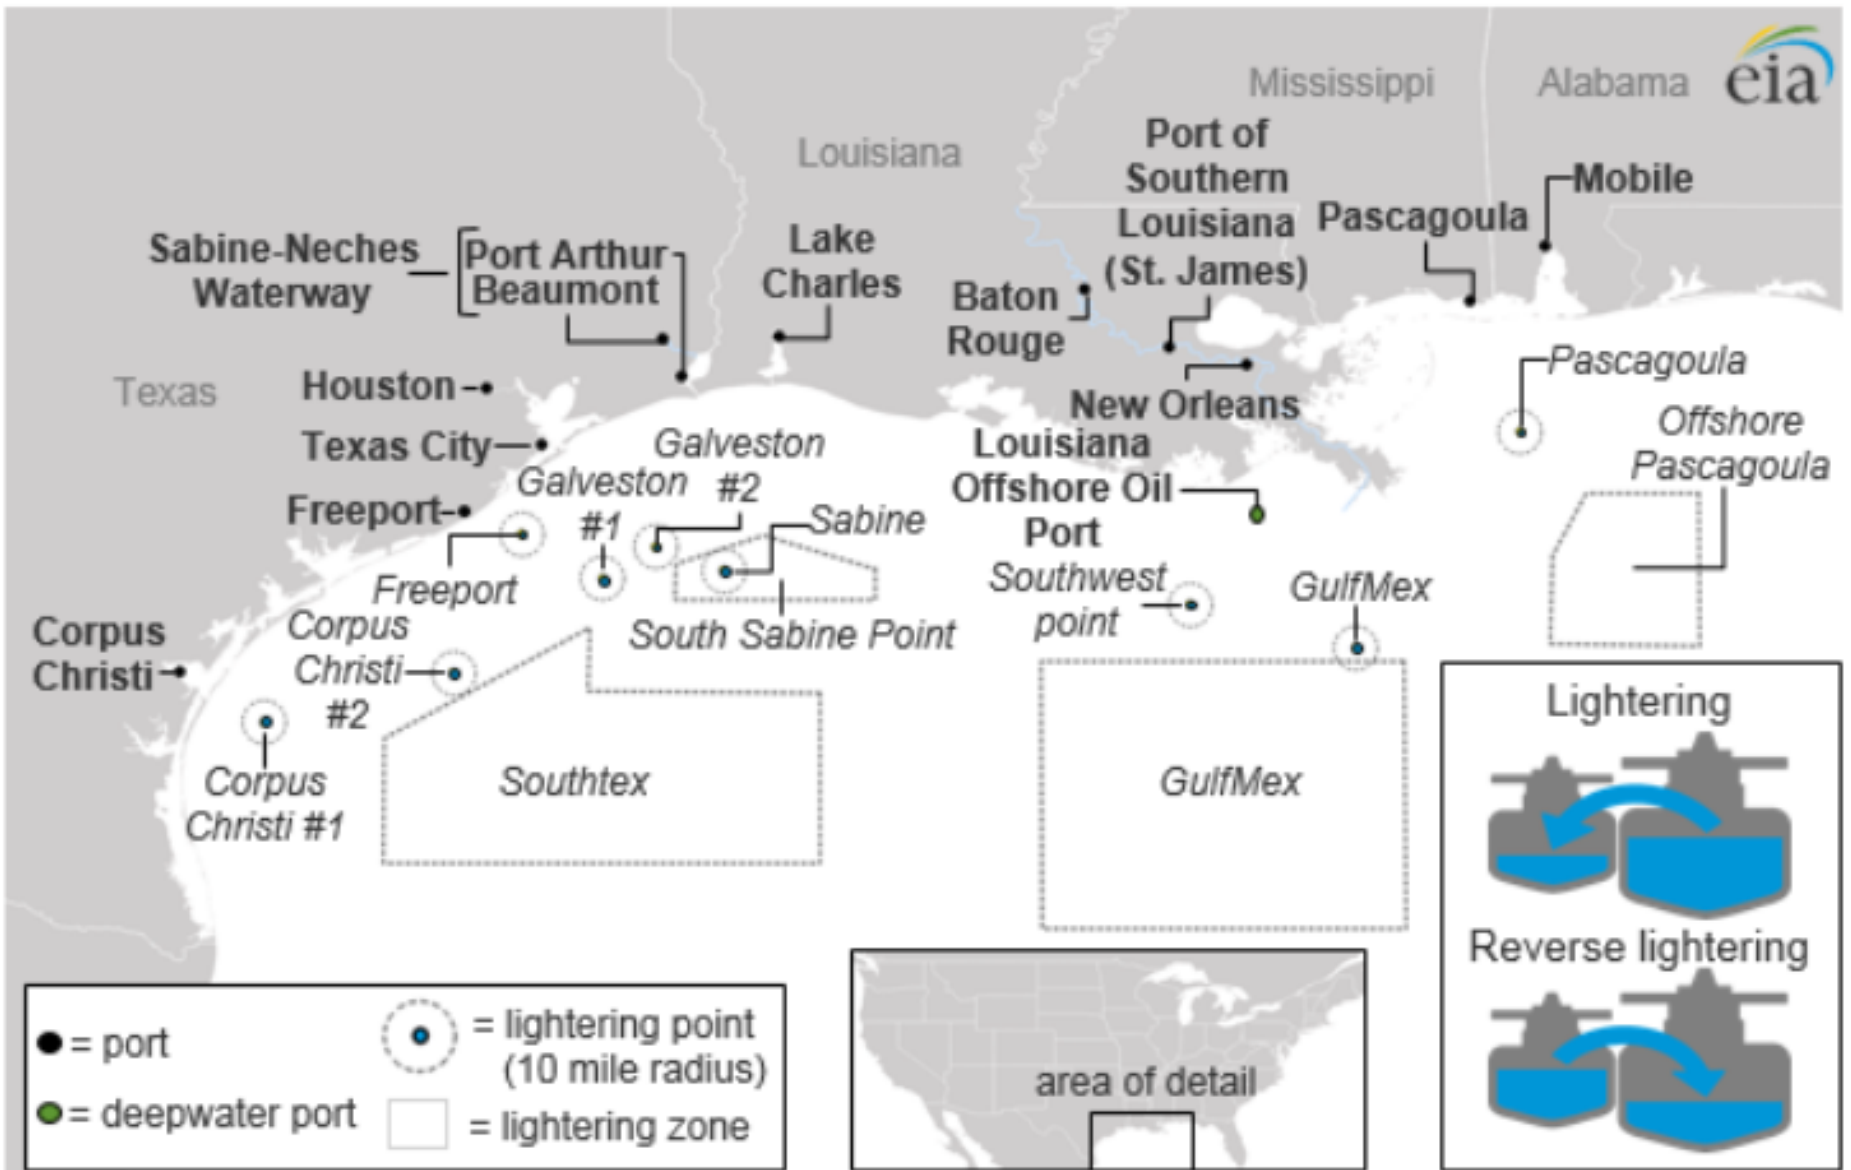 eia
Mississippi
Alabama
Louisiana
Texas
Port of
Southern
Louisiana
(St. James)
Pascagoula
Mobile
Sabine-Neches
Waterway
Port Arthur
Beaumont
Lake
Charles
Baton
Rouge
Houston
Texas City
Freeport
New Orleans
Louisiana
Offshore Oil
Port
Corpus
Christi
Pascagoula
Offshore
Pascagoula
Galveston
#2
Galveston
#1
Sabine
Freeport
South Sabine Point
Corpus
Christi
#2
Corpus
Christi #1
Southwest
point
GulfMex
Southtex
GulfMex
Lightering
Reverse lightering
= port
= deepwater port
= lightering point
(10 mile radius)
= lightering zone
area of detail